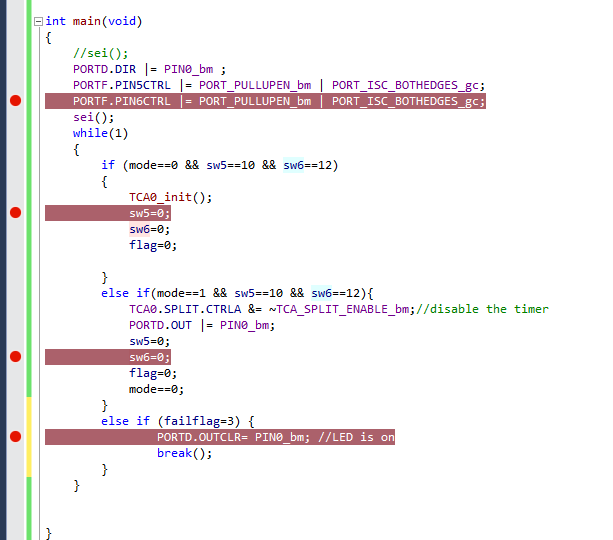 int main(void)
{
//sei();
PORTD.DIR |= PIN0_bm ;
PORTF.PIN5CTRL |= PORT_PULLUPEN_bm | PORT_ISC_BOTHEDGES_gc;
PORTF.PIN6CTRL |= PORT_PULLUPEN_bm | PORT_ISC_BOTHEDGES_gc;
sei();
while(1)
{
if (mode==0 && sw5==10 && sw6==12)
{
TCA0_init();
sw5=0;
sw6=0;
flag=0;
}
else if(mode==1 && sw5==10 && sw6==12){
TCA0.SPLIT.CTRLA &= ~TCA_SPLIT_ENABLE_bm;//disable the timer
PORTD.OUT |= PIN0_bm;
sw5=0;
sw6=0;
flag=0;
mode==0;
}
else if (failflag=3) {
PORTD.OUTCLR= PIN0_bm; //LED is on
break();
}
}
}